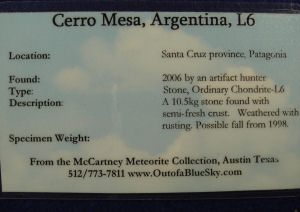 Cerro Mesa, Argentina, L6
Location: Santa Cruz province, Patagonia
Found: 2006 by an artifact hunter
Type: Stone, Ordinary Chondrite-L6
Description: A 10.5kg stone found with
semi-fresh crust. Weathered with
rusting. Possible fall from 1998.
Specimen Weight:
From the McCartney Meteorite Collection, Austin Texas
512/773-7811 www.OutofaBlueSky.com